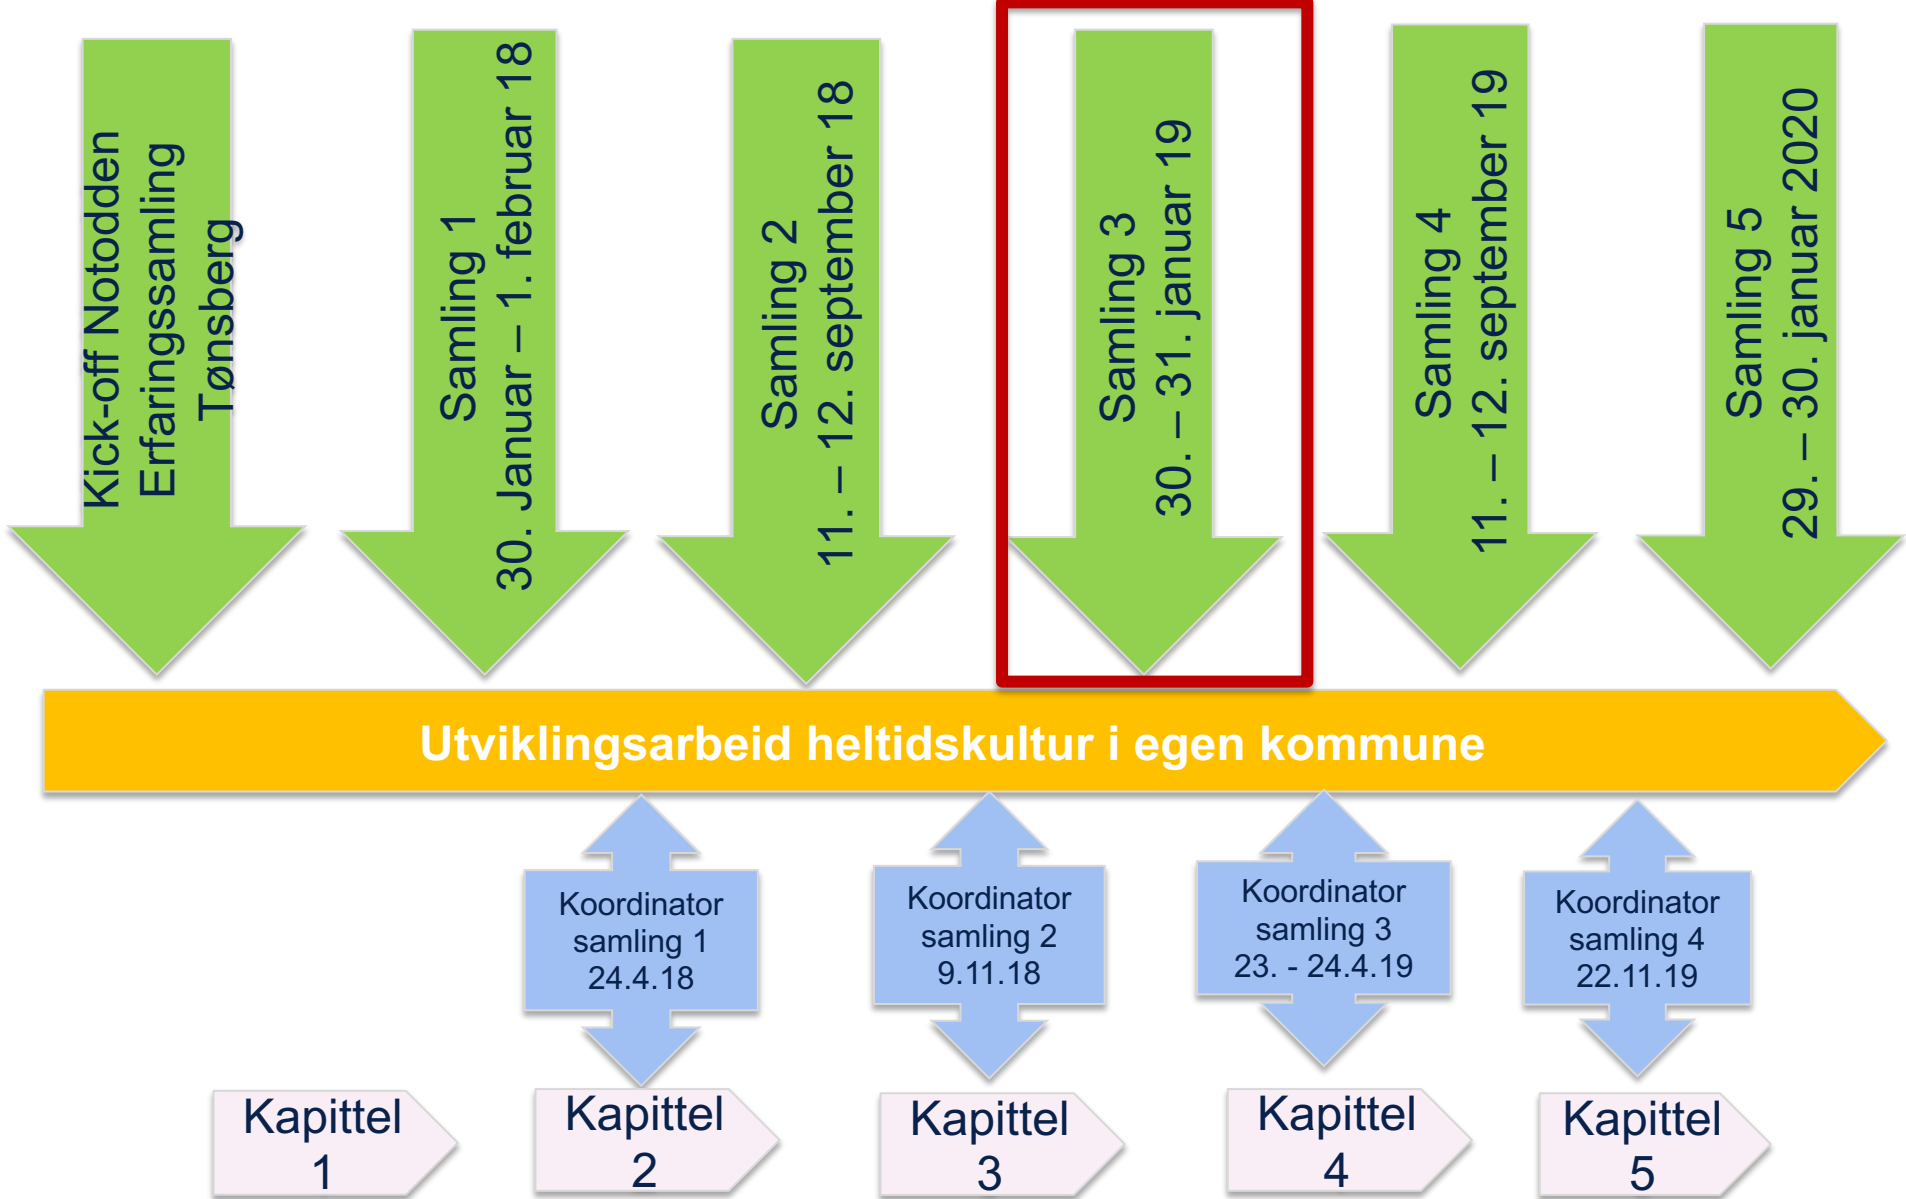 Kick-off Notodden
Erfaringssamling
Tønsberg
Samling 1
30. Januar – 1. februar 18
Samling 2
11. – 12. september 18
Samling 3
30. – 31. januar 19
Samling 4
11. – 12. september 19
Samling 5
29. – 30. januar 2020
Utviklingsarbeid heltidskultur i egen kommune
Koordinator
samling 1
24.4.18
Koordinator
samling 2
9.11.18
Koordinator
samling 3
23. - 24.4.19
Koordinator
samling 4
22.11.19
Kapittel
1
Kapittel
2
Kapittel
3
Kapittel
4
Kapittel
5